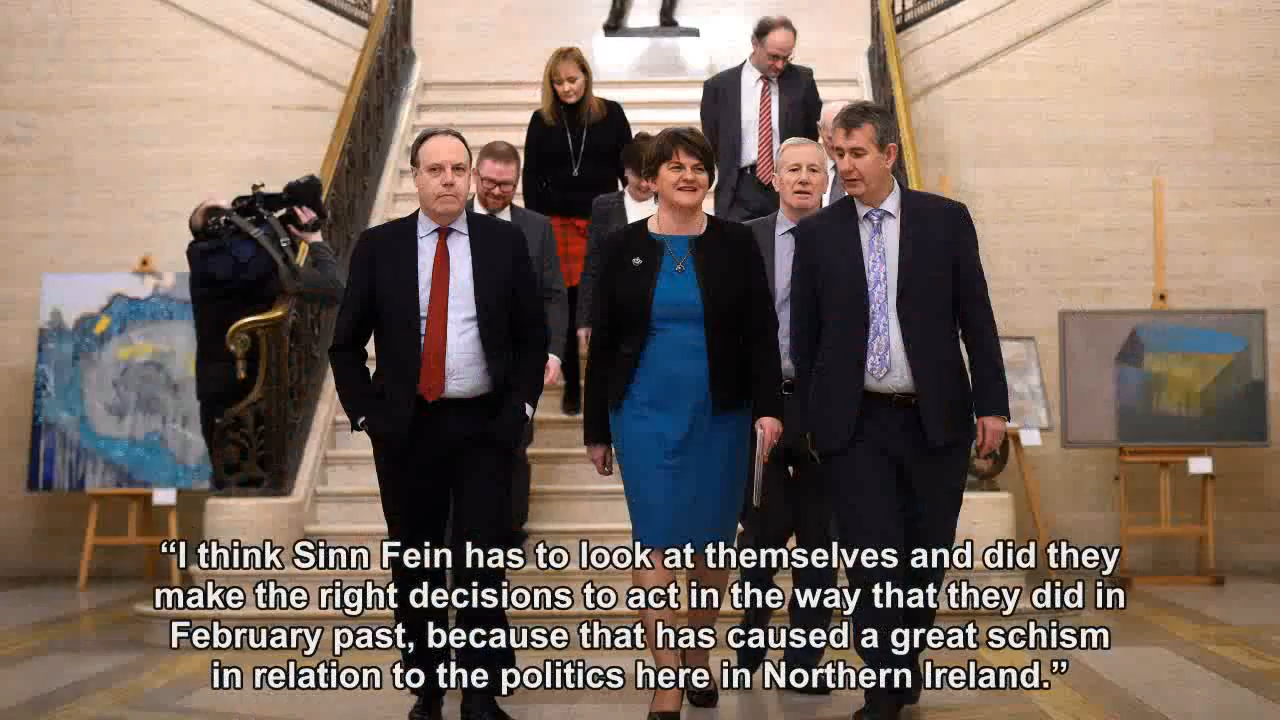 “I think Sinn Fein has to look at themselves and did they
make the right decisions to act in the way that they did in
February past, because that has caused a great schism
in relation to the politics here in Northern Ireland.”